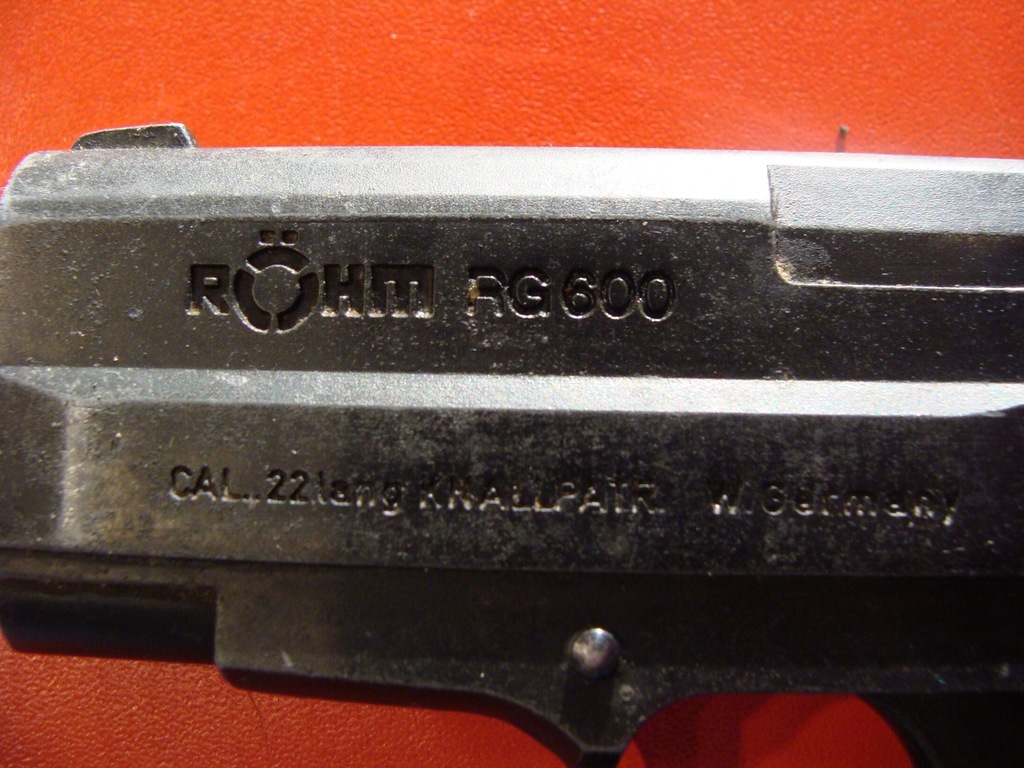 RÖHM RG600
CAL..22 lang KNALLPATR. W/Germany